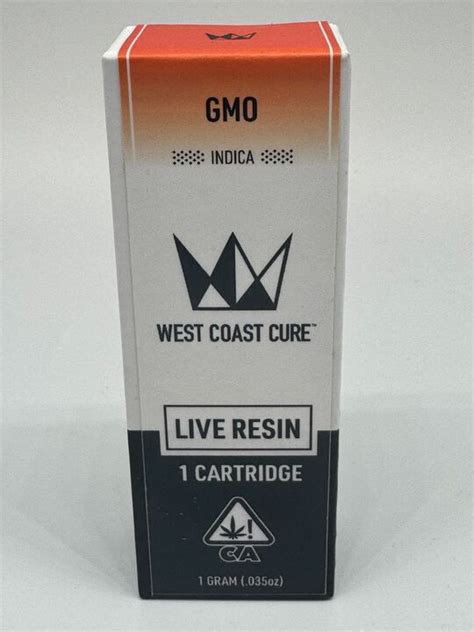 GMO
INDICA
WEST COAST CURE™
LIVE RESIN
1 CARTRIDGE
!
CA
1 GRAM (.035oz)